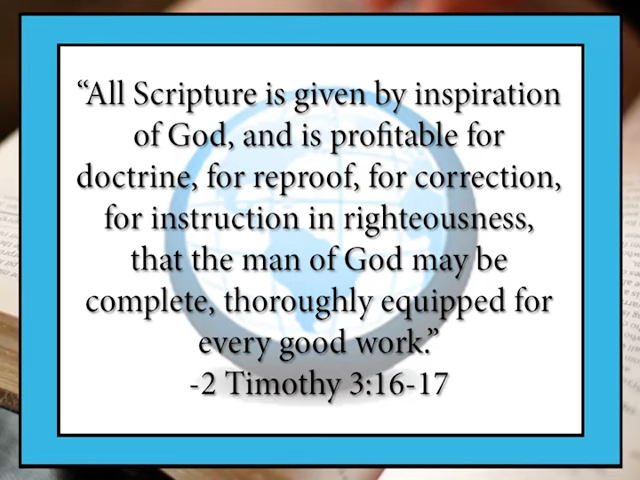 “All Scripture is given by inspiration
of God, and is profitable for
doctrine, for reproof, for correction,
for instruction in righteousness,
that the man of God may be
complete, thoroughly equipped for
every good work.”
-2 Timothy 3:16-17